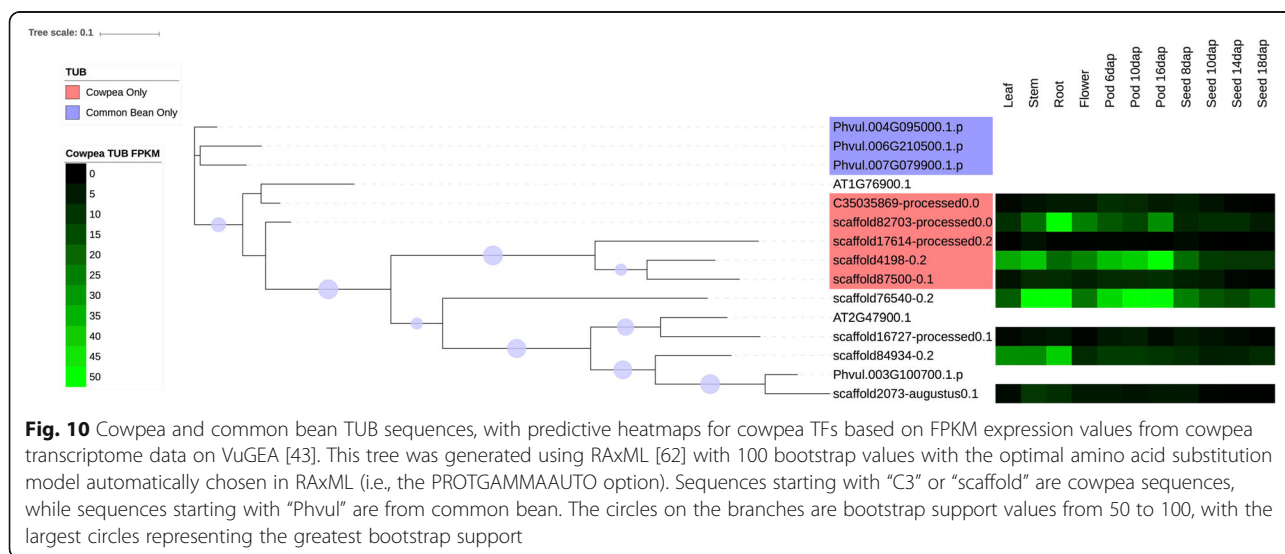 Tree scale: 0.1
TUB
Cowpea Only
Common Bean Only
Cowpea TUB FPKM
0
5
10
15
20
25
30
35
40
45
50
Leaf
Stem
Root
Flower
Pod 6dap
Pod 10dap
Pod 16dap
Seed 8dap
Seed 10dap
Seed 14dap
Seed 18dap
Phvul.004G095000.1.p
Phvul.006G210500.1.p
Phvul.007G079900.1.p
AT1G76900.1
C35035869-processed0.0
scaffold82703-processed0.0
scaffold17614-processed0.2
scaffold4198-0.2
scaffold87500-0.1
scaffold76540-0.2
AT2G47900.1
scaffold16727-processed0.1
scaffold84934-0.2
Phvul.003G100700.1.p
scaffold2073-augustus0.1
Fig. 10 Cowpea and common bean TUB sequences, with predictive heatmaps for cowpea TFs based on FPKM expression values from cowpea
transcriptome data on VuGEA [43]. This tree was generated using RAxML [62] with 100 bootstrap values with the optimal amino acid substitution
model automatically chosen in RAxML (i.e., the PROTGAMMAAUTO option). Sequences starting with "C3" or "scaffold" are cowpea sequences,
while sequences starting with "Phvul" are from common bean. The circles on the branches are bootstrap support values from 50 to 100, with the
largest circles representing the greatest bootstrap support